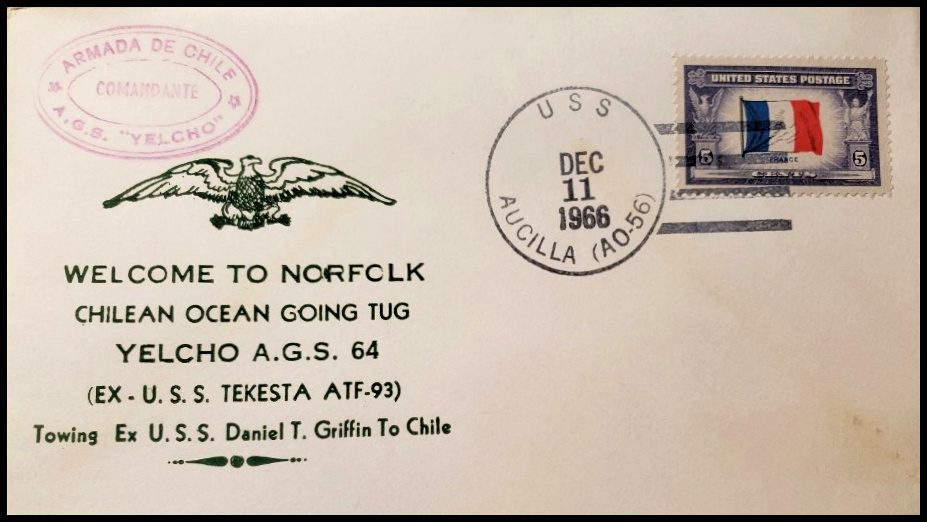 ARMADA DE CHILE
COMANDANTE
A.G.S. "YELCHO"
WELCOME TO NORFOLK
CHILEAN OCEAN GOING TUG
YELCHO A.G.S. 64
(EX - U. S. S. TEKESTA ATF-93)
Towing Ex U.S.S. Daniel T. Griffin To Chile
USS
DEC
11
1966
AUCILLA (AO-56)
UNITED STATES POSTAGE
FRANCE
5 5
CENTS